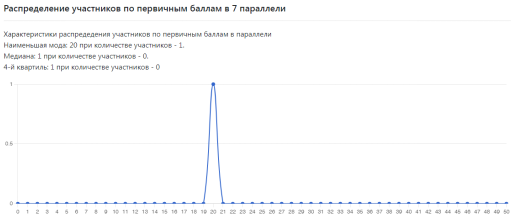 Распределение участников по первичным баллам в 7 параллели
Характеристики распредедения участников по первичным баллам в параллели
Наименьшая мода: 20 при количестве участников - 1.
Медиана: 1 при количестве участников - 0.
4-й квартиль: 1 при количестве участников - 0
1
0.5
0
0 1 2 3 4 5 6 7 8 9 10 11 12 13 14 15 16 17 18 19 20 21 22 23 24 25 26 27 28 29 30 31 32 33 34 35 36 37 38 39 40 41 42 43 44 45 46 47 48 49 50